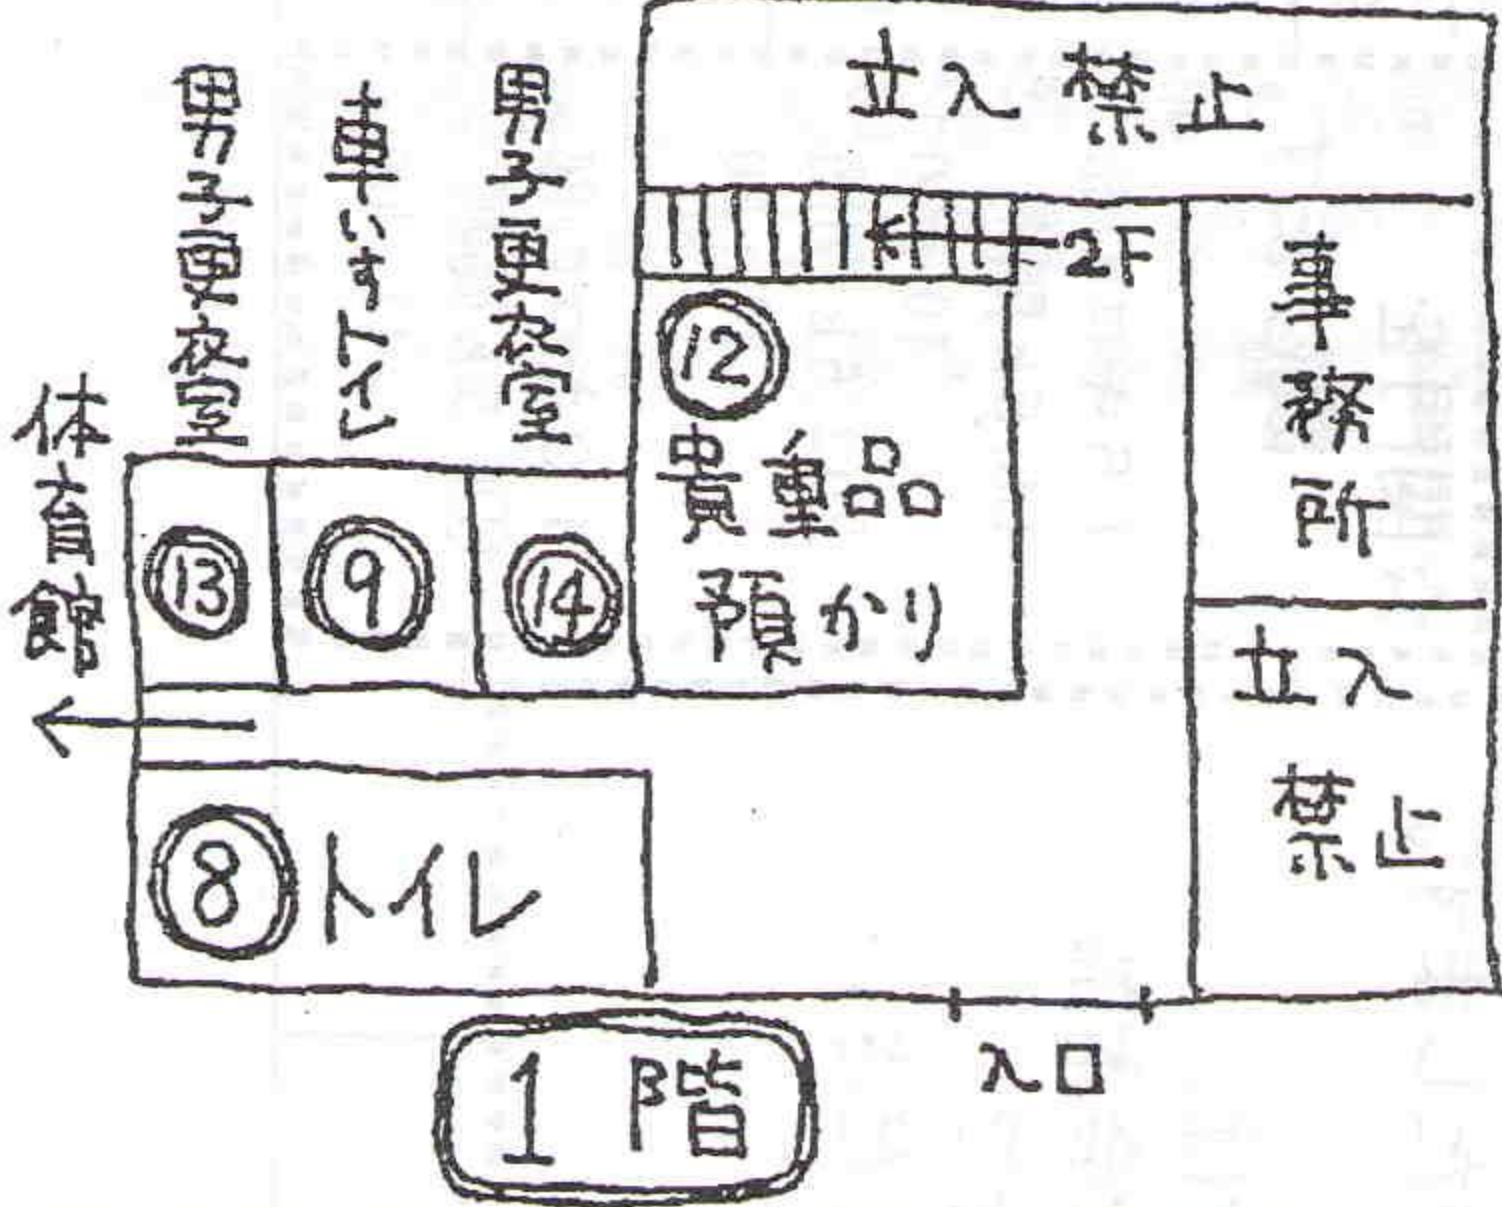 立入禁止
男子更衣室
車いすトイレ
男子更衣室
2F
事務所
⑫
貴重品
預かり
体育館
⑬
⑨
⑭
立入
禁止
←
⑧トイレ
入口
1階